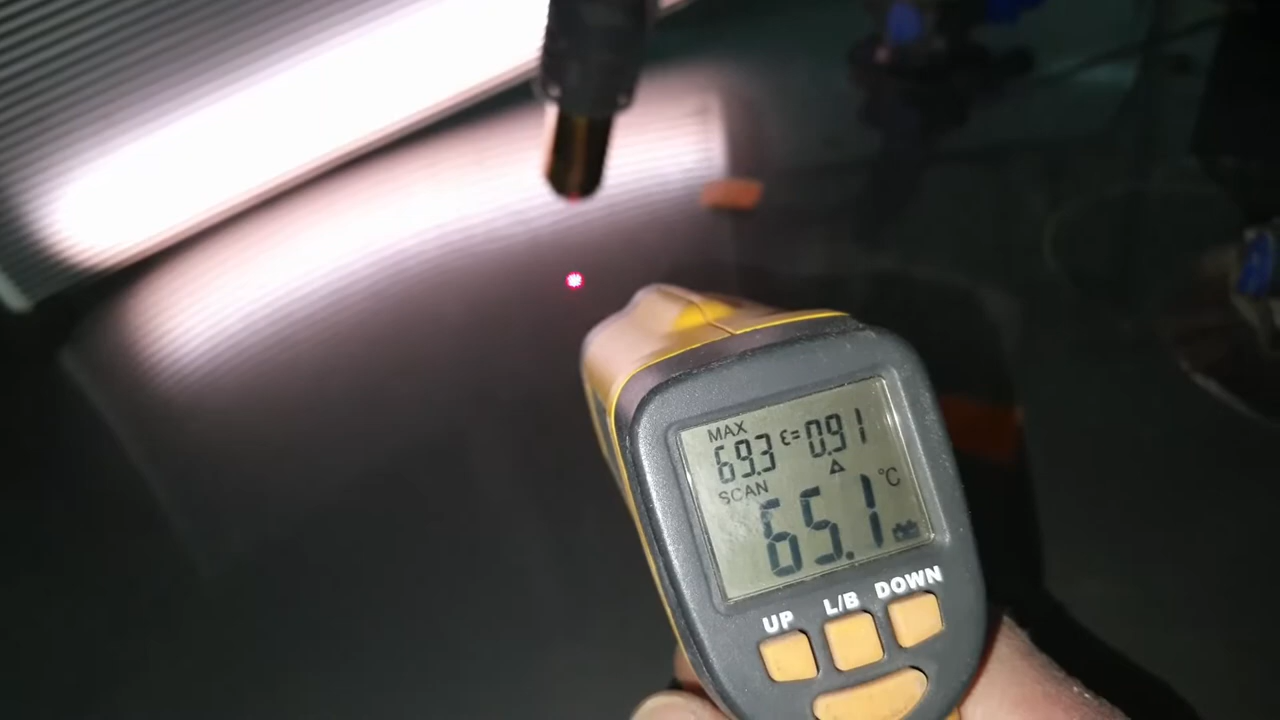 MAX
69.3 ε= 0.91
SCAN
65.1 °C
UP L/B DOWN